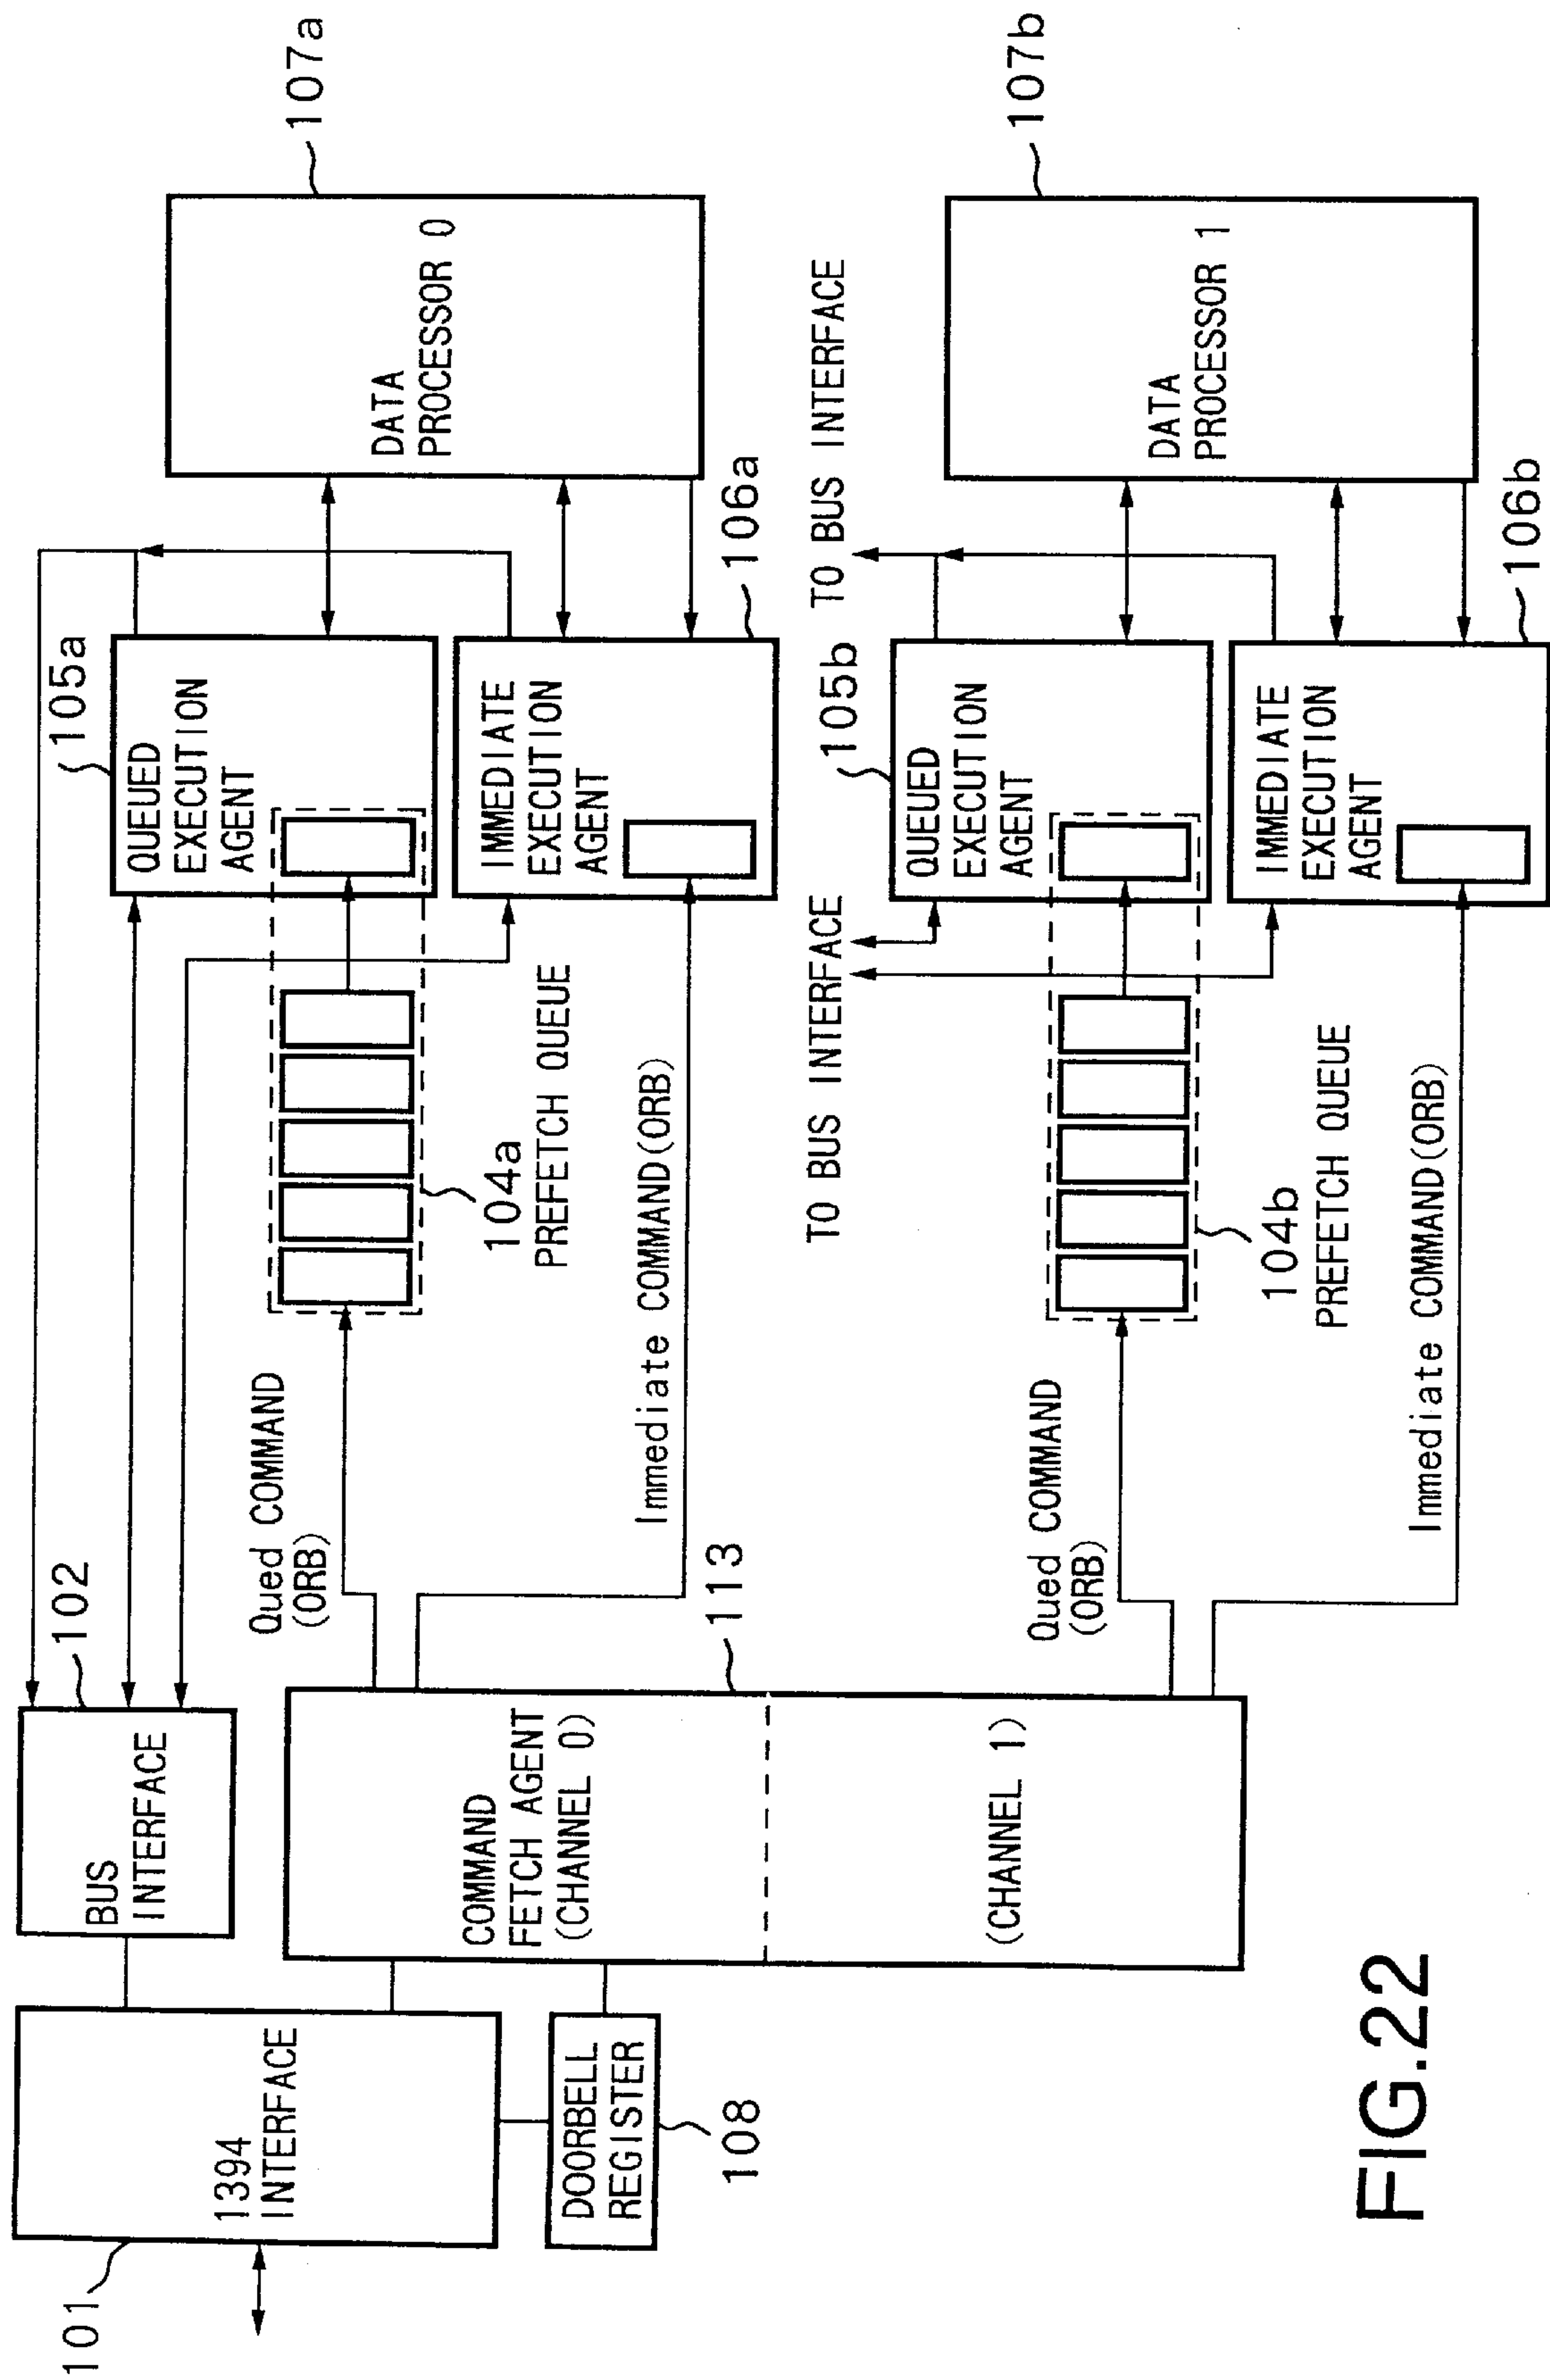 101
1394
INTERFACE
BUS
INTERFACE
102
DOORBELL
REGISTER
108
COMMAND
FETCH AGENT
(CHANNEL 0)
(CHANNEL 1)
113
Qued COMMAND
(ORB)
Immediate COMMAND(ORB)
104a
PREFETCH QUEUE
105a
QUEUED
EXECUTION
AGENT
IMMEDIATE
EXECUTION
AGENT
106a
DATA
PROCESSOR 0
107a
Qued COMMAND
(ORB)
Immediate COMMAND(ORB)
104b
PREFETCH QUEUE
TO BUS INTERFACE
TO BUS INTERFACE
105b
QUEUED
EXECUTION
AGENT
IMMEDIATE
EXECUTION
AGENT
106b
DATA
PROCESSOR 1
107b
FIG.22